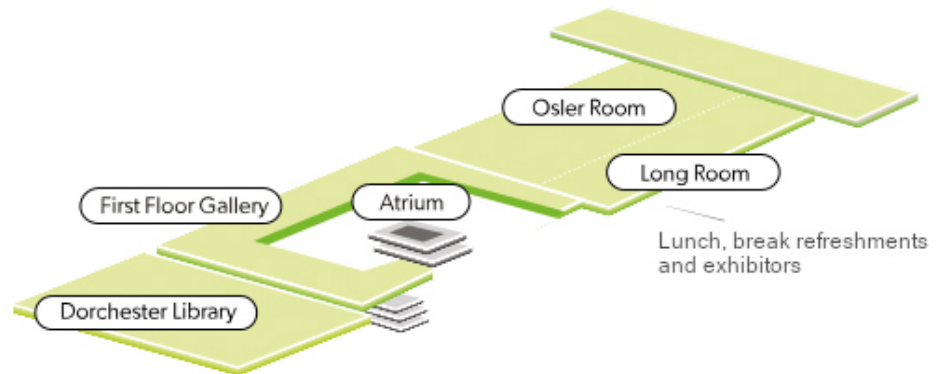 Osler Room
Long Room
First Floor Gallery
Atrium
Lunch, break refreshments
and exhibitors
Dorchester Library